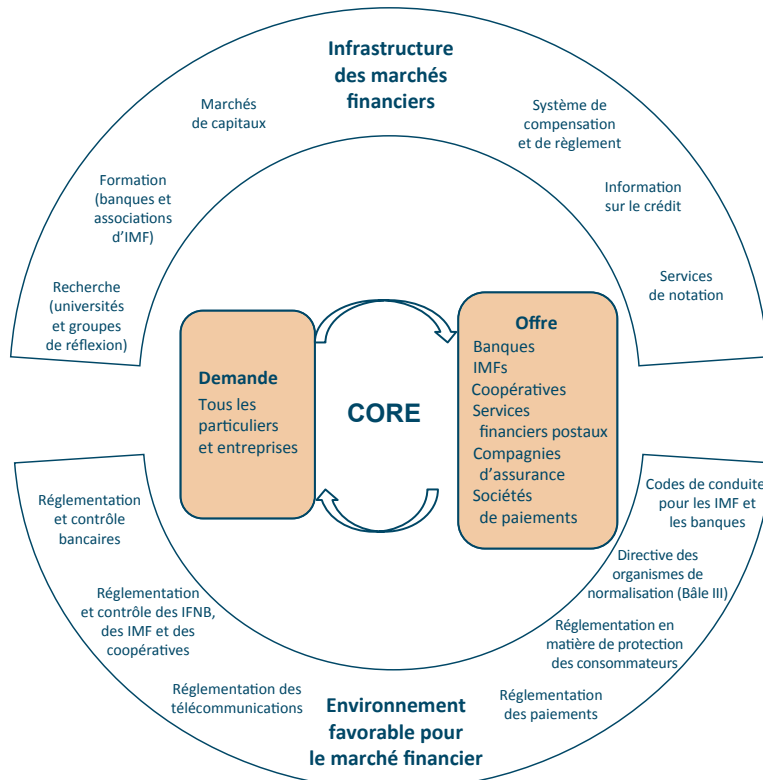 Infrastructure
des marchés
financiers
Marchés
de capitaux
Système de
compensation
et de règlement
Formation
(banques et
associations
d'IMF)
Information
sur le crédit
Recherche
(universités
et groupes
de réflexion)
Services
de notation
Demande
Tous les
particuliers
et entreprises
CORE
Offre
Banques
IMFs
Coopératives
Services
financiers postaux
Compagnies
d'assurance
Sociétés
de paiements
Réglementation
et contrôle
bancaires
Codes de conduite
pour les IMF et
les banques
Réglementation
et contrôle des IFNB,
des IMF et des
coopératives
Directive des
organismes de
normalisation (Bâle III)
Réglementation en
matière de protection
des consommateurs
Réglementation des
télécommunications
Réglementation
des paiements
Environnement
favorable pour
le marché financier